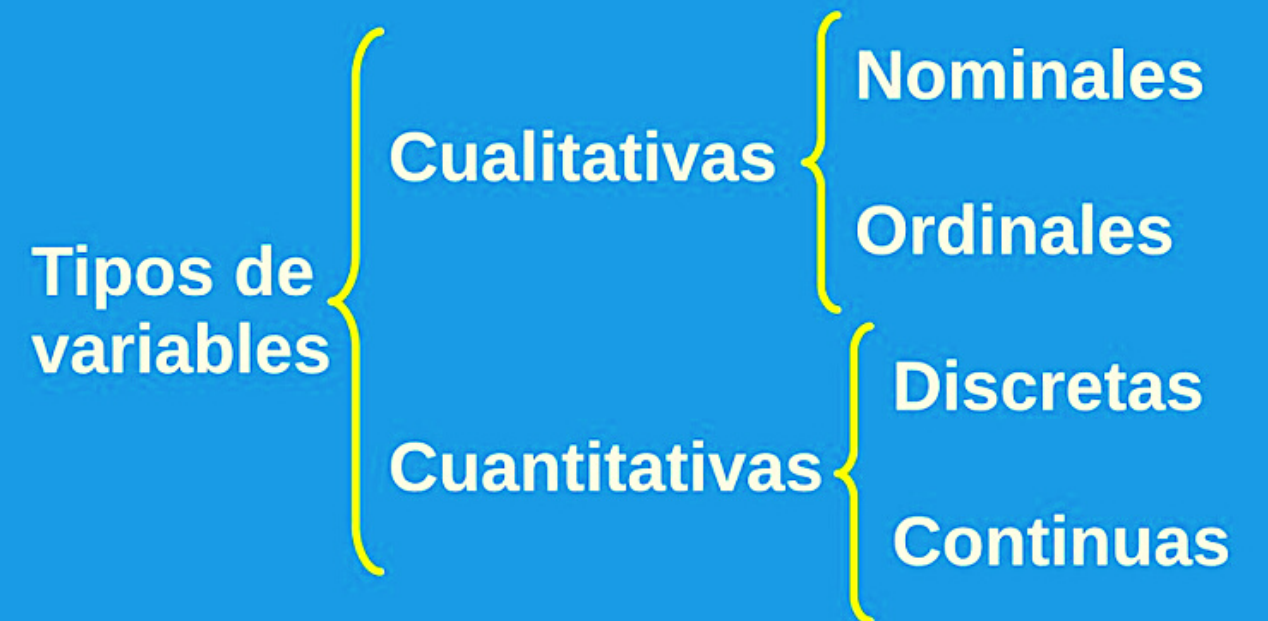 Tipos de
variables
Cualitativas
Nominales
Ordinales
Cuantitativas
Discretas
Continuas